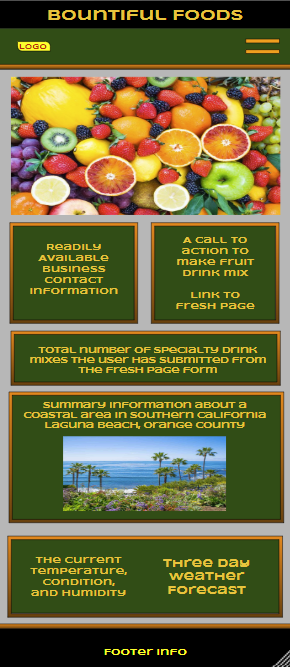 BOUNTIFUL FOODS
LOGO
Readily
Available
Business
Contact
Information
A call to
action to
make fruit
drink mix
Link to
Fresh page
Total number of specialty drink
mixes the user has submitted from
the Fresh page form
Summary information about a
coastal area in Southern California
Laguna Beach, Orange County
The current
temperature,
condition,
and humidity
Three day
weather
forecast
Footer info